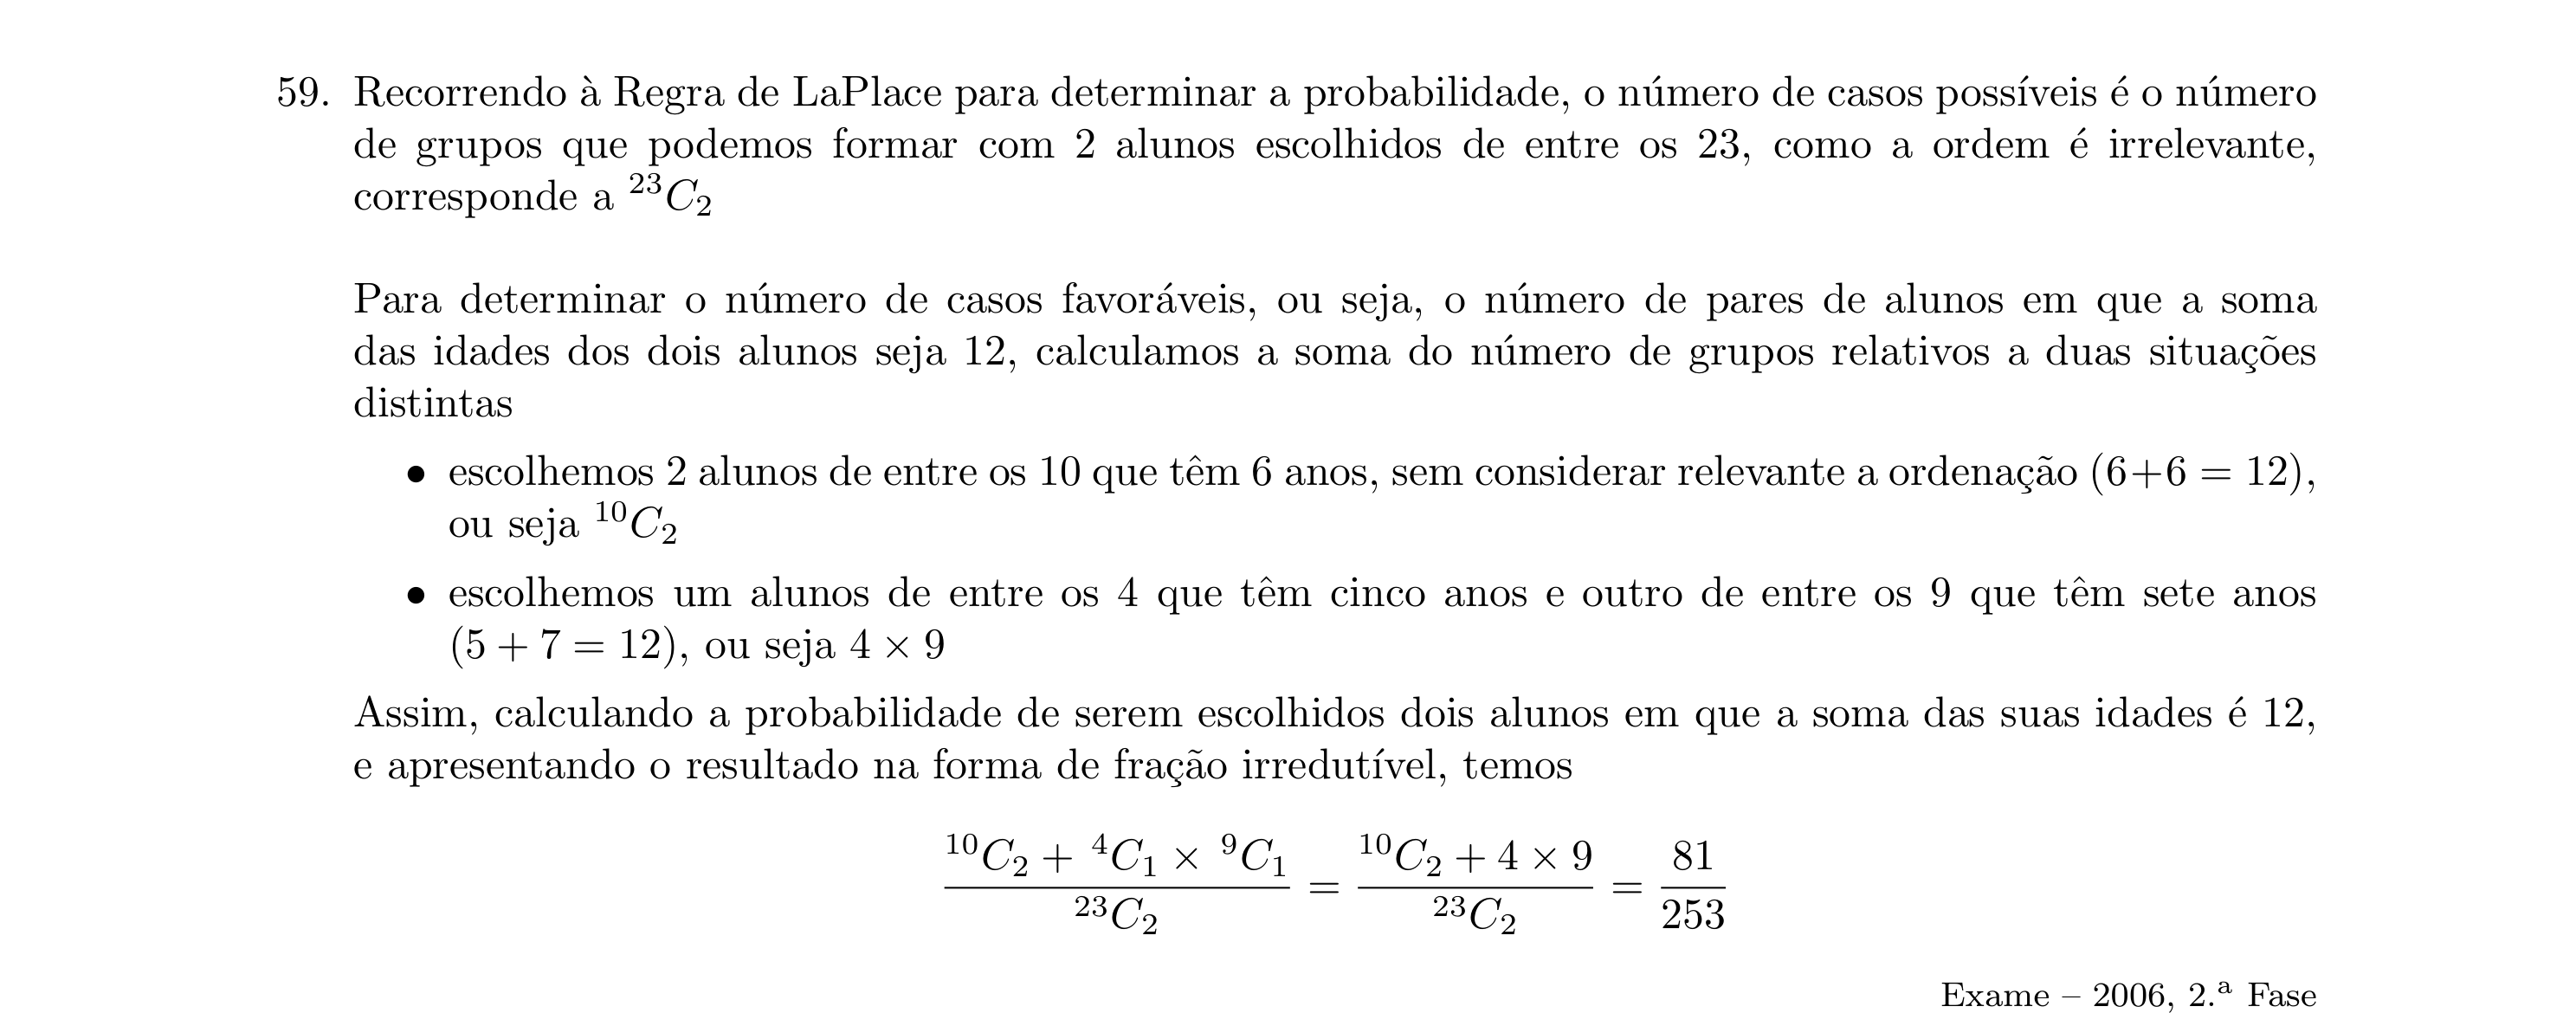 59. Recorrendo à Regra de LaPlace para determinar a probabilidade, o número de casos possíveis é o número
de grupos que podemos formar com 2 alunos escolhidos de entre os 23, como a ordem é irrelevante,
corresponde a $^{23}C_2$
Para determinar o número de casos favoráveis, ou seja, o número de pares de alunos em que a soma
das idades dos dois alunos seja 12, calculamos a soma do número de grupos relativos a duas situações
distintas
• escolhemos 2 alunos de entre os 10 que têm 6 anos, sem considerar relevante a ordenação (6+6 = 12),
ou seja $^{10}C_2$
• escolhemos um alunos de entre os 4 que têm cinco anos e outro de entre os 9 que têm sete anos
(5 + 7 = 12), ou seja 4 × 9
Assim, calculando a probabilidade de serem escolhidos dois alunos em que a soma das suas idades é 12,
e apresentando o resultado na forma de fração irredutível, temos
$\frac{^{10}C_2 + {}^{4}C_1 \times {}^{9}C_1}{^{23}C_2} = \frac{^{10}C_2 + 4 \times 9}{^{23}C_2} = \frac{81}{253}$
Exame – 2006, 2.ª Fase